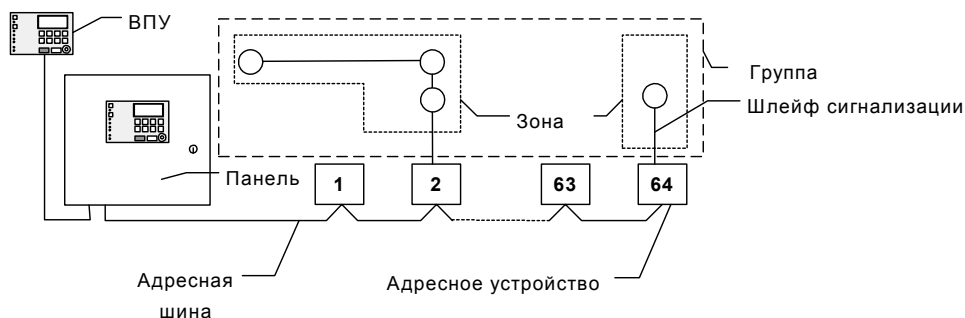 ВПУ
Группа
Шлейф сигнализации
Зона
Панель
1
2
63
64
Адресная
шина
Адресное устройство